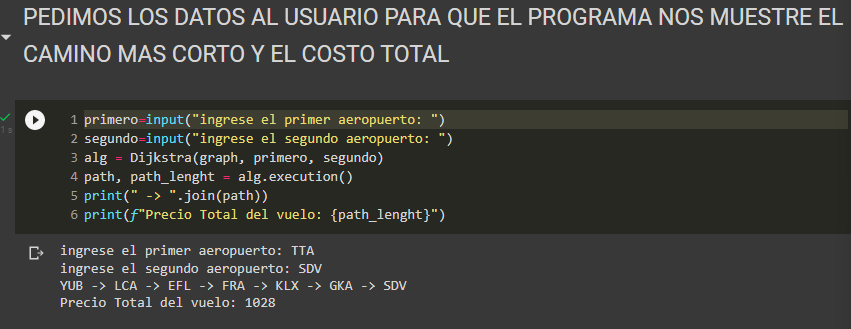 PEDIMOS LOS DATOS AL USUARIO PARA QUE EL PROGRAMA NOS MUESTRE EL
CAMINO MAS CORTO Y EL COSTO TOTAL
1s
1 primero=input("ingrese el primer aeropuerto: ")
2 segundo=input("ingrese el segundo aeropuerto: ")
3 alg = Dijkstra(graph, primero, segundo)
4 path, path_lenght = alg.execution()
5 print(" -> ".join(path))
6 print(f"Precio Total del vuelo: {path_lenght}")
ingrese el primer aeropuerto: TTA
ingrese el segundo aeropuerto: SDV
YUB -> LCA -> EFL -> FRA -> KLX -> GKA -> SDV
Precio Total del vuelo: 1028